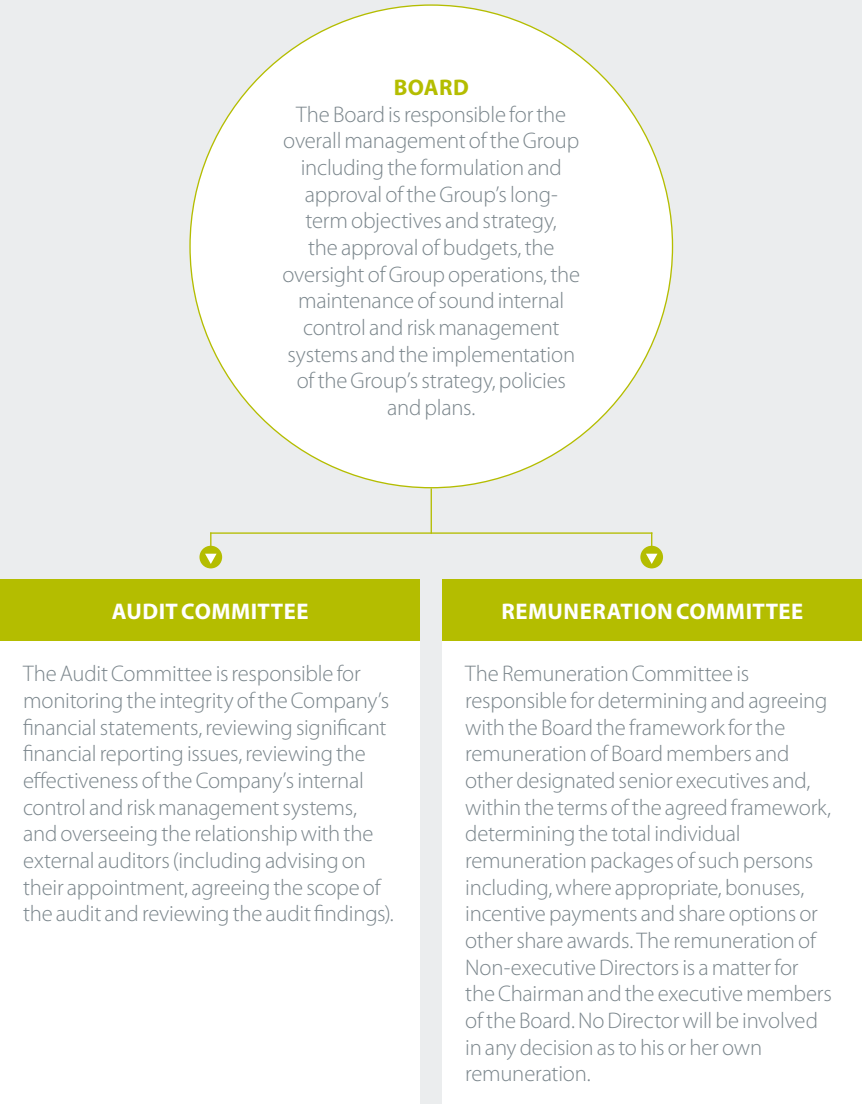 BOARD
The Board is responsible for the
overall management of the Group
including the formulation and
approval of the Group’s long-
term objectives and strategy,
the approval of budgets, the
oversight of Group operations, the
maintenance of sound internal
control and risk management
systems and the implementation
of the Group’s strategy, policies
and plans.
AUDIT COMMITTEE
The Audit Committee is responsible for
monitoring the integrity of the Company’s
financial statements, reviewing significant
financial reporting issues, reviewing the
effectiveness of the Company’s internal
control and risk management systems,
and overseeing the relationship with the
external auditors (including advising on
their appointment, agreeing the scope of
the audit and reviewing the audit findings).
REMUNERATION COMMITTEE
The Remuneration Committee is
responsible for determining and agreeing
with the Board the framework for the
remuneration of Board members and
other designated senior executives and,
within the terms of the agreed framework,
determining the total individual
remuneration packages of such persons
including, where appropriate, bonuses,
incentive payments and share options or
other share awards. The remuneration of
Non-executive Directors is a matter for
the Chairman and the executive members
of the Board. No Director will be involved
in any decision as to his or her own
remuneration.